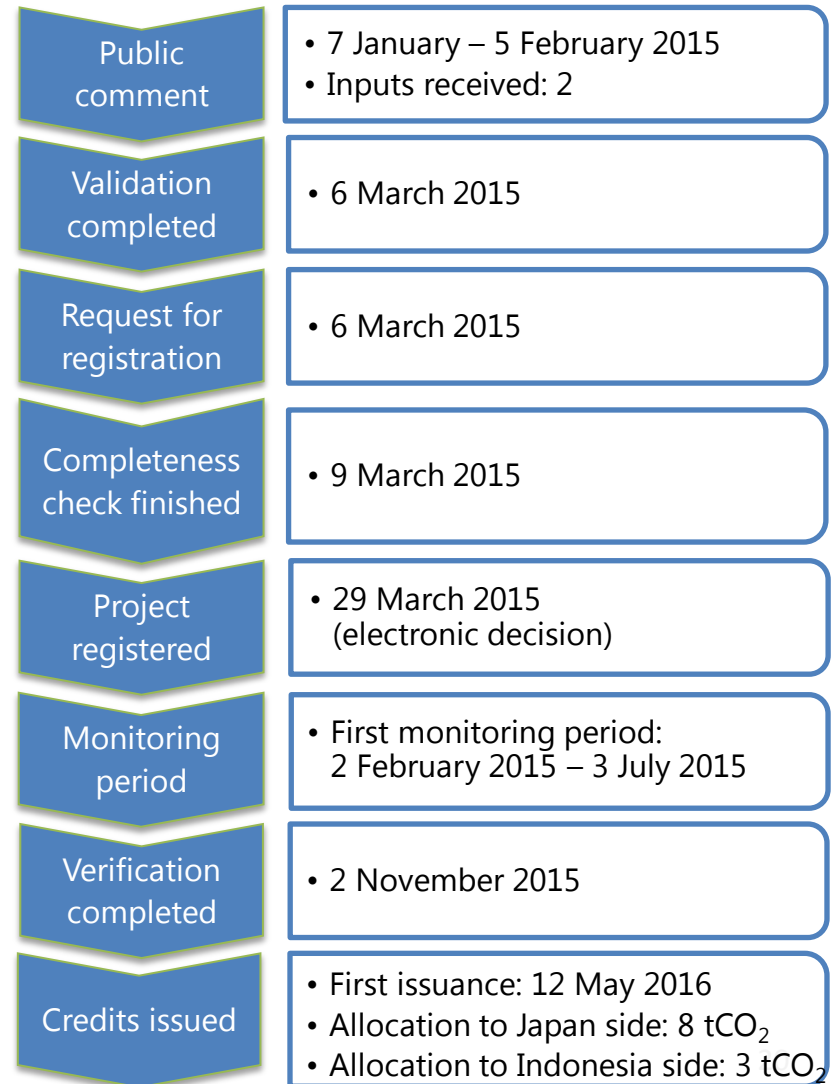 Public
comment
• 7 January – 5 February 2015
• Inputs received: 2
Validation
completed
• 6 March 2015
Request for
registration
• 6 March 2015
Completeness
check finished
• 9 March 2015
Project
registered
• 29 March 2015
(electronic decision)
Monitoring
period
• First monitoring period:
2 February 2015 – 3 July 2015
Verification
completed
• 2 November 2015
Credits issued
• First issuance: 12 May 2016
• Allocation to Japan side: 8 tCO₂
• Allocation to Indonesia side: 3 tCO₂